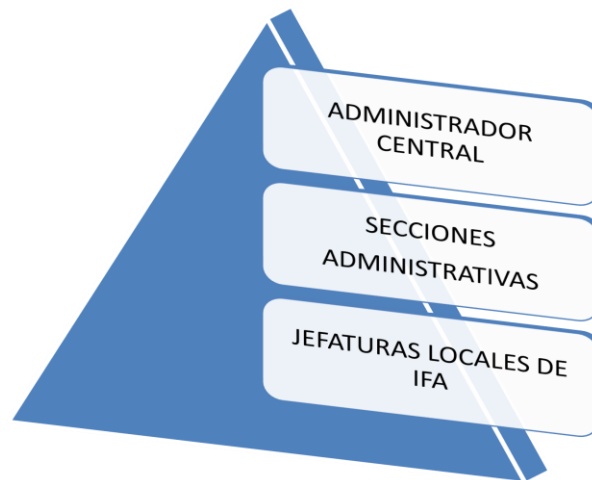 ADMINISTRADOR
CENTRAL
SECCIONES
ADMINISTRATIVAS
JEFATURAS LOCALES DE
IFA